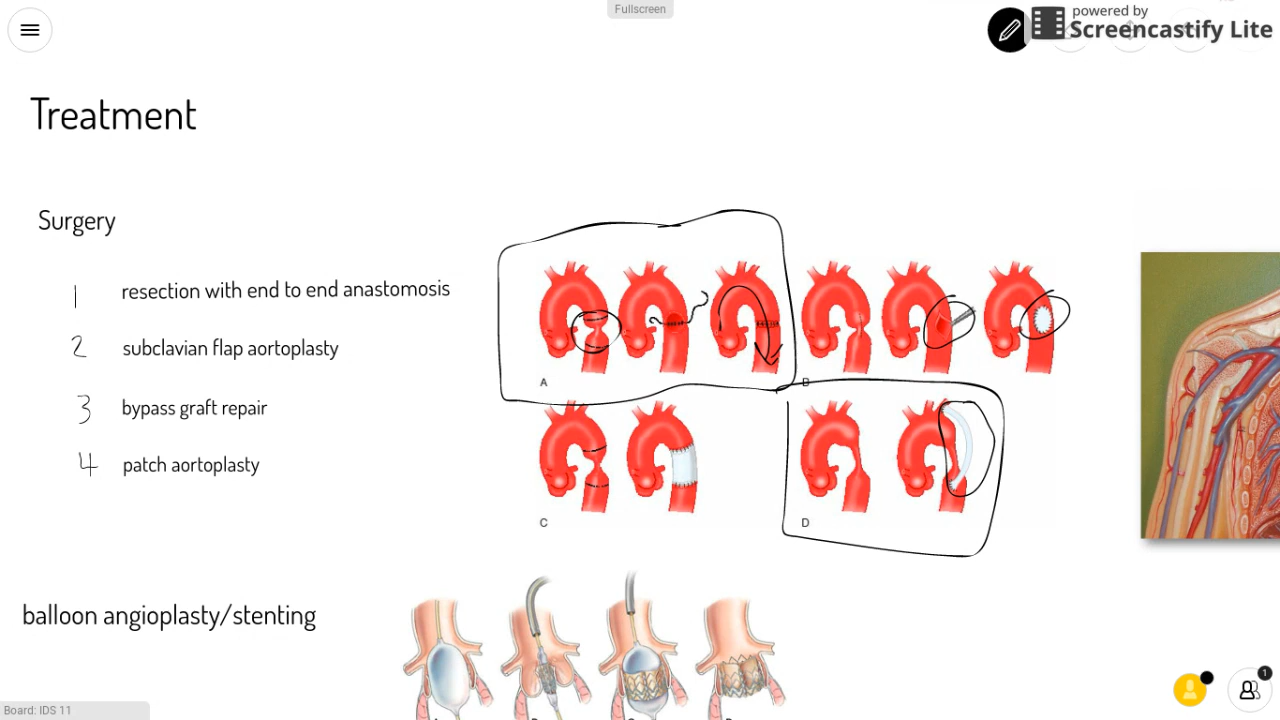 Fullscreen
powered by
Screencastify Lite
Treatment
Surgery
1 resection with end to end anastomosis
2 subclavian flap aortoplasty
3 bypass graft repair
4 patch aortoplasty
A
B
C
D
balloon angioplasty/stenting
1
Board: IDS 11